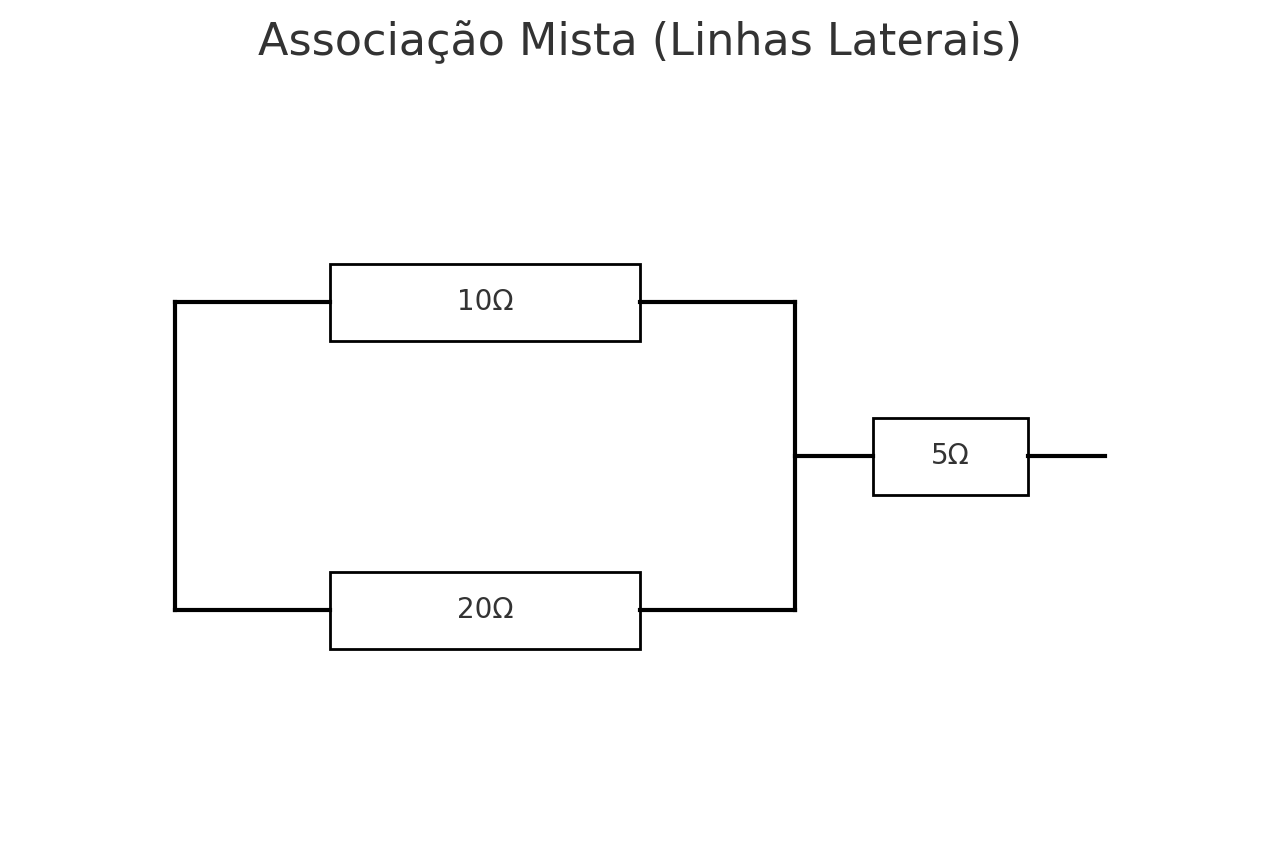 Associação Mista (Linhas Laterais)
10Ω
5Ω
20Ω